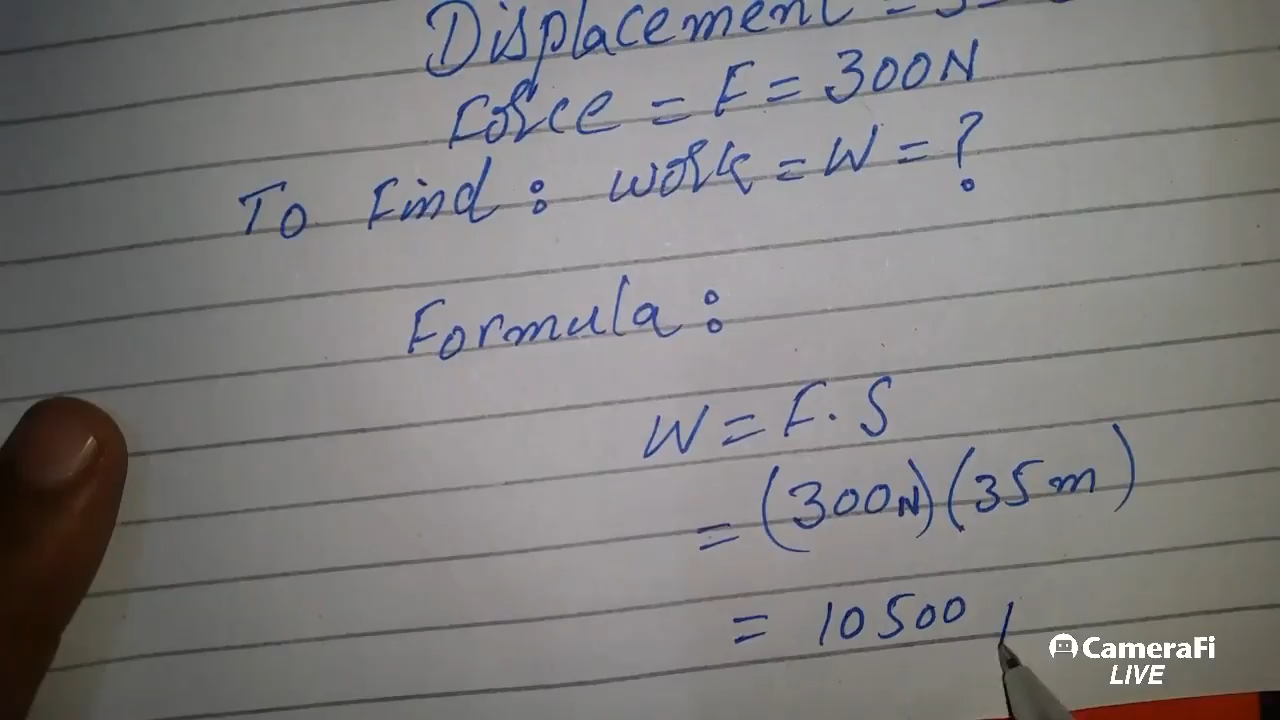 Displacement =
Force = F = 300N
To Find: work = W = ?
Formula:
W = F. S
= (300N)(35m)
= 10500
CameraFi
LIVE